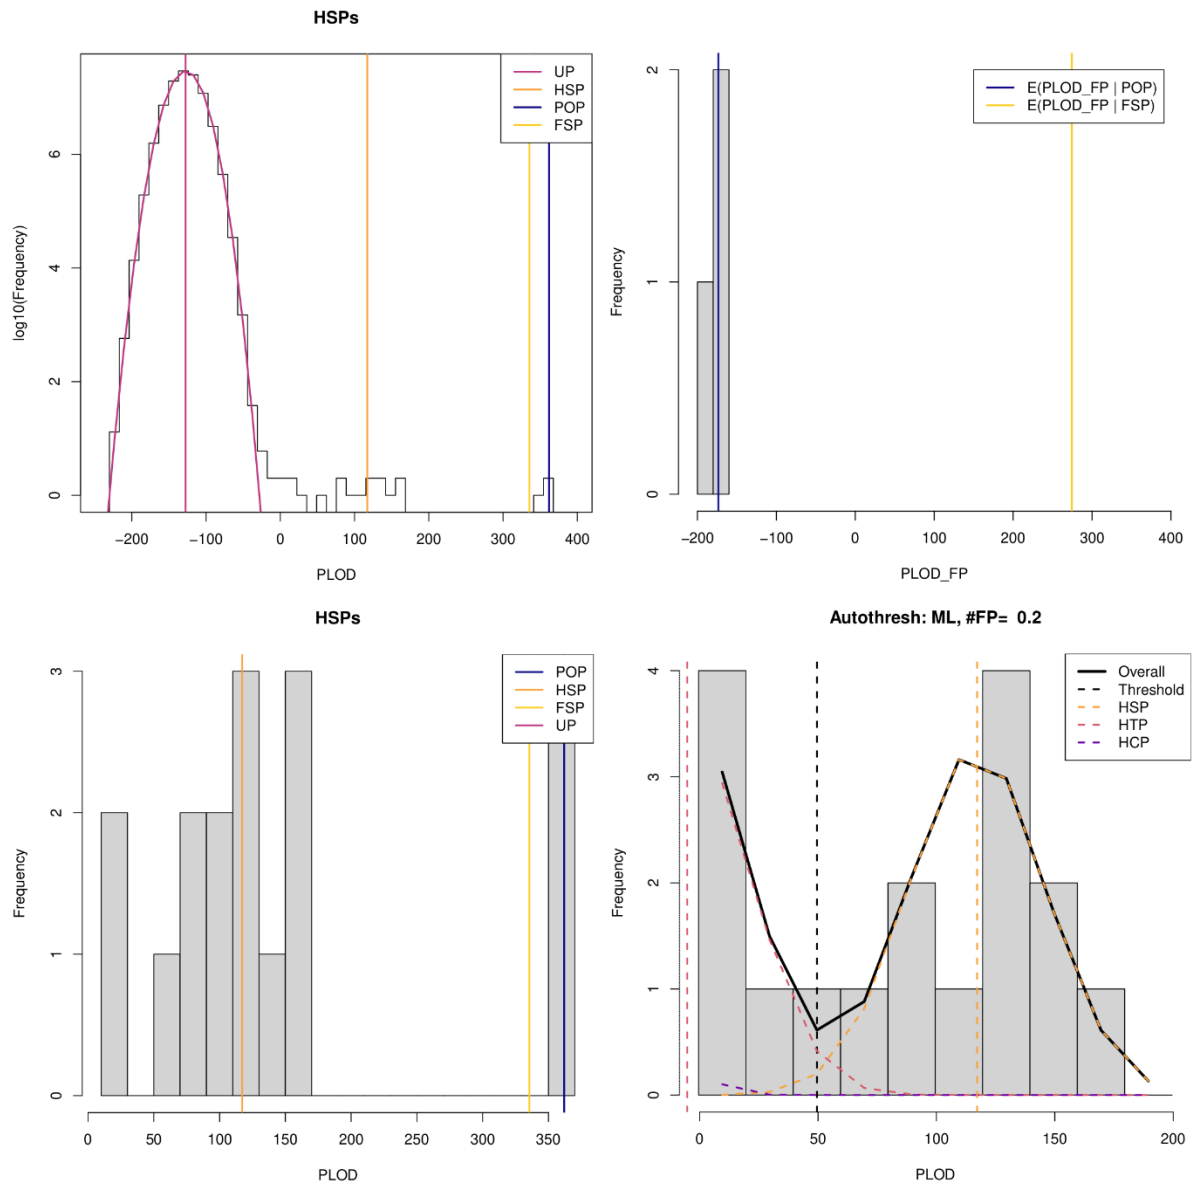 HSPs
UP
HSP
POP
FSP
log10(Frequency)
0
2
4
6
−200
−100
0
100
200
300
400
PLOD
E(PLOD_FP | POP)
E(PLOD_FP | FSP)
Frequency
0
1
2
−200
−100
0
100
200
300
400
PLOD_FP
HSPs
POP
HSP
FSP
UP
Frequency
0
1
2
3
0
50
100
150
200
250
300
350
PLOD
Autothresh: ML, #FP= 0.2
Overall
Threshold
HSP
HTP
HCP
Frequency
0
1
2
3
4
0
50
100
150
200
PLOD